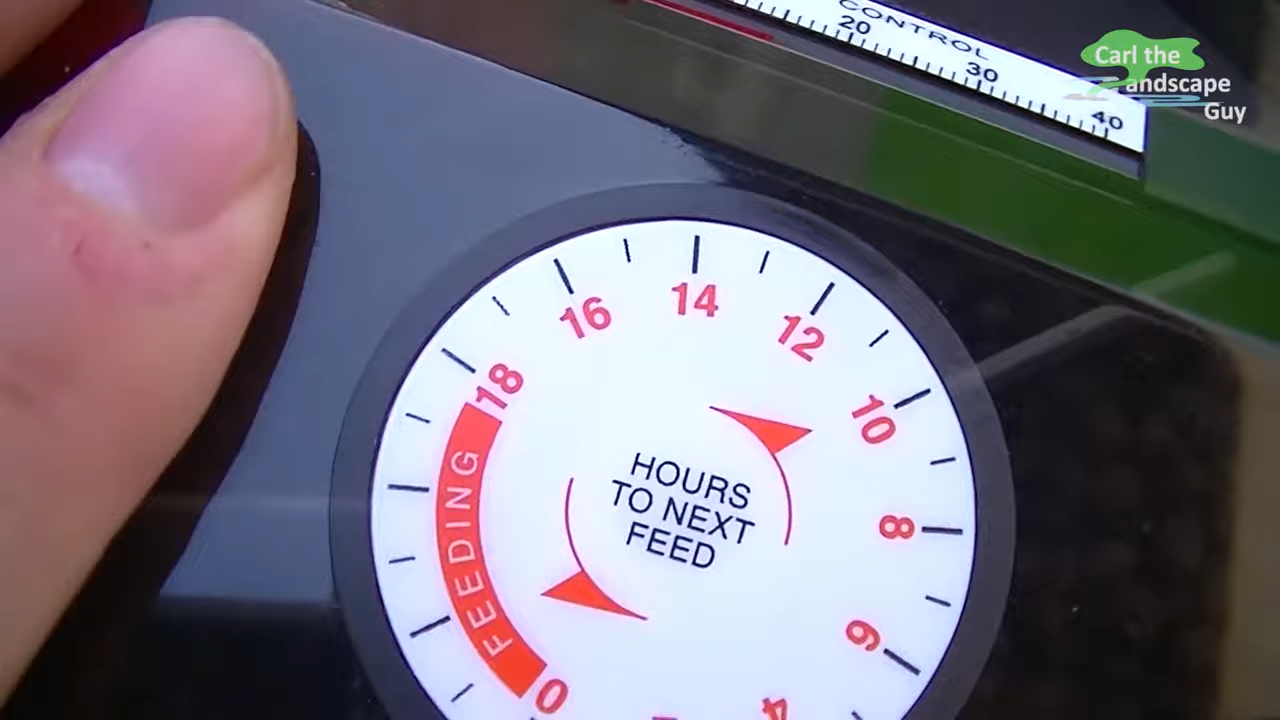 CONTROL
20
30
40
Carl the
andscape
Guy
14
16
12
18
10
HOURS
TO NEXT
FEED
FEEDING
8
6
0
4